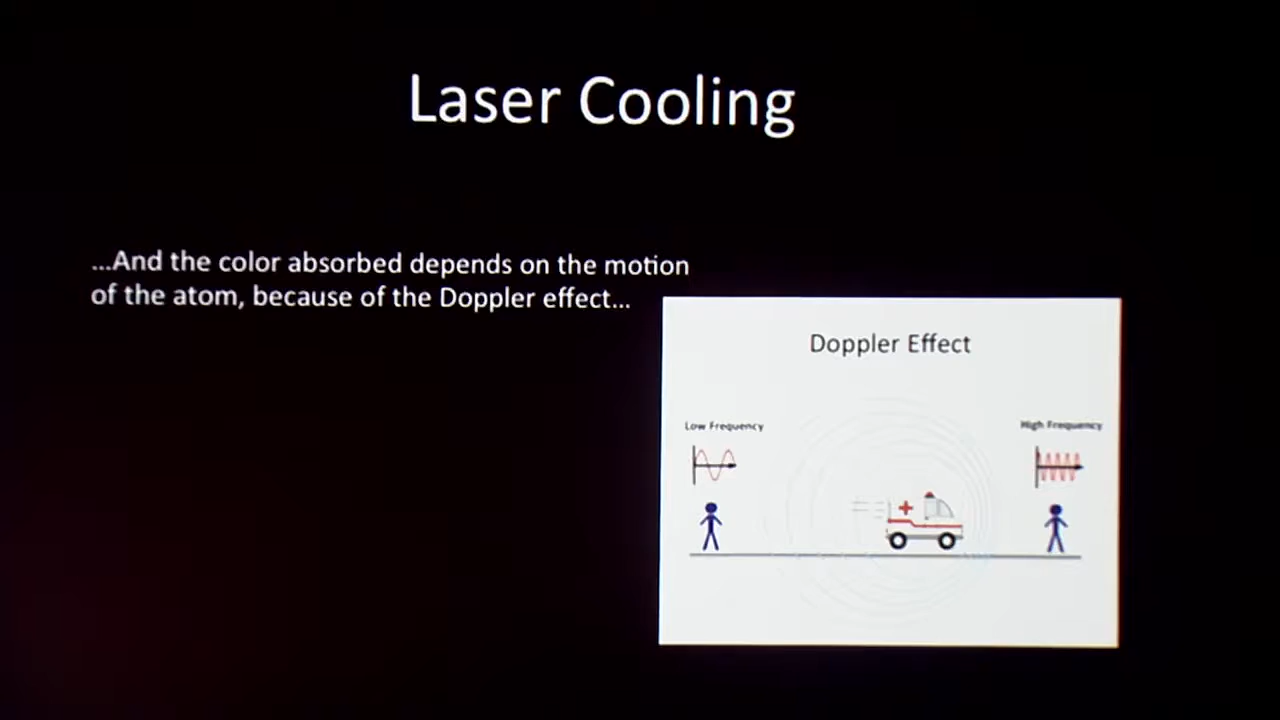 Laser Cooling
...And the color absorbed depends on the motion
of the atom, because of the Doppler effect...
Doppler Effect
Low Frequency
High Frequency